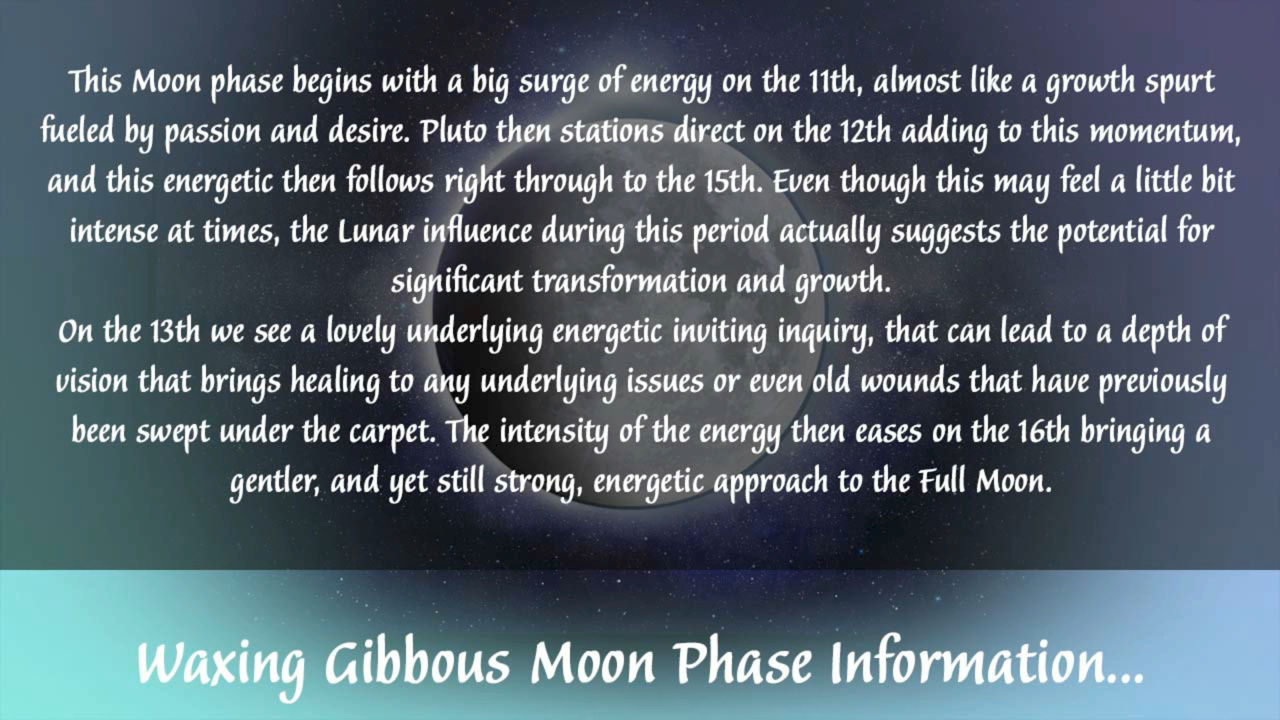 This Moon phase begins with a big surge of energy on the 11th, almost like a growth spurt
fueled by passion and desire. Pluto then stations direct on the 12th adding to this momentum,
and this energetic then follows right through to the 15th. Even though this may feel a little bit
intense at times, the Lunar influence during this period actually suggests the potential for
significant transformation and growth.
On the 13th we see a lovely underlying energetic inviting inquiry, that can lead to a depth of
vision that brings healing to any underlying issues or even old wounds that have previously
been swept under the carpet. The intensity of the energy then eases on the 16th bringing a
gentler, and yet still strong, energetic approach to the Full Moon.
Waxing Gibbous Moon Phase Information...